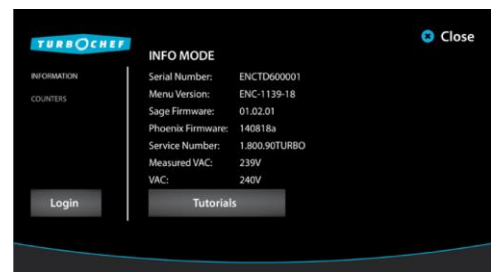 TURBOCHEF
Close
INFO MODE
INFORMATION
COUNTERS
Serial Number: ENCTD600001
Menu Version: ENC-1139-18
Sage Firmware: 01.02.01
Phoenix Firmware: 140818a
Service Number: 1.800.90TURBO
Measured VAC: 239V
VAC: 240V
Login
Tutorials